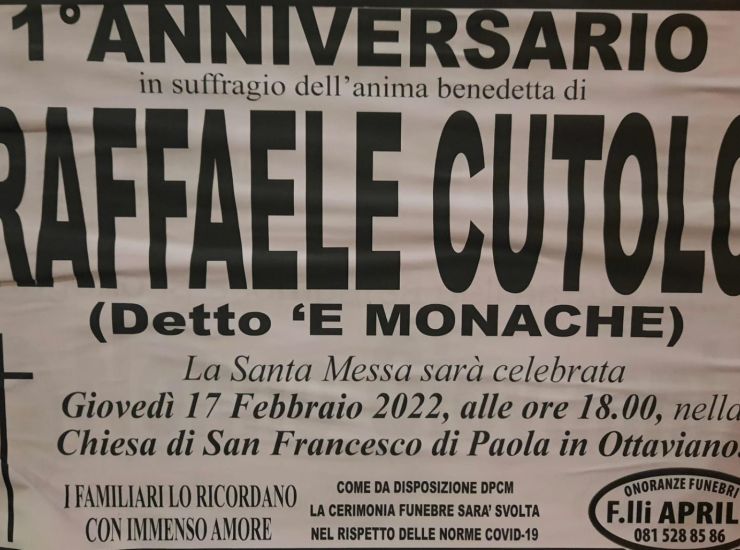 1° ANNIVERSARIO
in suffragio dell'anima benedetta di
RAFFAELE CUTOLO
(Detto 'E MONACHE)
La Santa Messa sarà celebrata
Giovedì 17 Febbraio 2022, alle ore 18.00, nella
Chiesa di San Francesco di Paola in Ottaviano.
I FAMILIARI LO RICORDANO
CON IMMENSO AMORE
COME DA DISPOSIZIONE DPCM
LA CERIMONIA FUNEBRE SARA' SVOLTA
NEL RISPETTO DELLE NORME COVID-19
ONORANZE FUNEBRI
F.lli APRIL
081 528 85 86